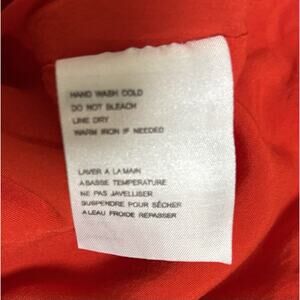 HAND WASH COLD
DO NOT BLEACH
LINE DRY
WARM IRON IF NEEDED
LAVER A LA MAIN
A BASSE TEMPERATURE
NE PAS JAVELLISER
SUSPENDRE POUR SÉCHER
A LEAU FROIDE REPASSER